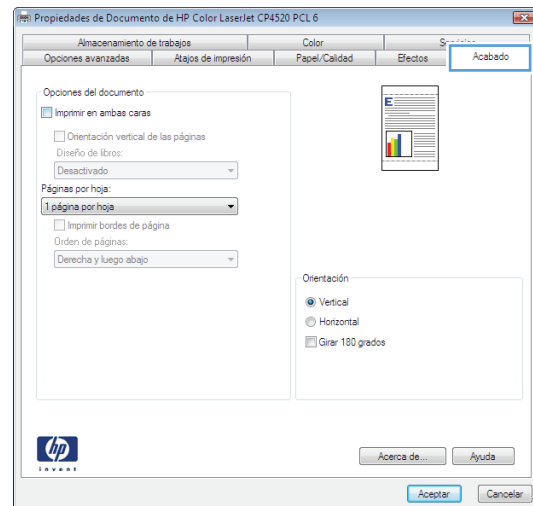 Propiedades de Documento de HP Color LaserJet CP4520 PCL 6
Almacenamiento de trabajos Color
Opciones avanzadas Atajos de impresión Papel/Calidad Efectos Acabado
Opciones del documento
Imprimir en ambas caras
Orientación vertical de las páginas
Diseño de libros:
Desactivado
Páginas por hoja:
1 página por hoja
Imprimir bordes de página
Orden de páginas:
Derecha y luego abajo
E
Orientación
Vertical
Horizontal
Girar 180 grados
hp
invent
Acerca de... Ayuda
Aceptar Cancelar